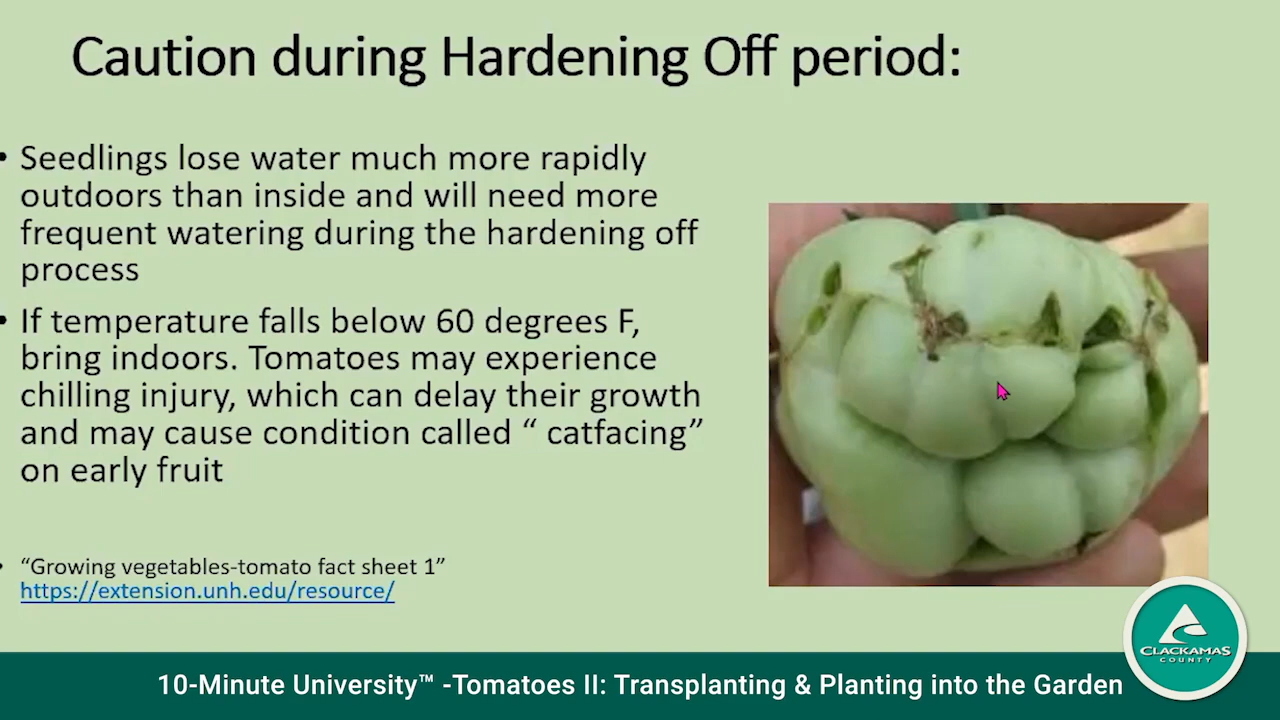 Caution during Hardening Off period:
• Seedlings lose water much more rapidly
outdoors than inside and will need more
frequent watering during the hardening off
process
• If temperature falls below 60 degrees F,
bring indoors. Tomatoes may experience
chilling injury, which can delay their growth
and may cause condition called “ catfacing”
on early fruit
• “Growing vegetables-tomato fact sheet 1”
https://extension.unh.edu/resource/
CLACKAMAS
COUNTY
10-Minute University™ -Tomatoes II: Transplanting & Planting into the Garden